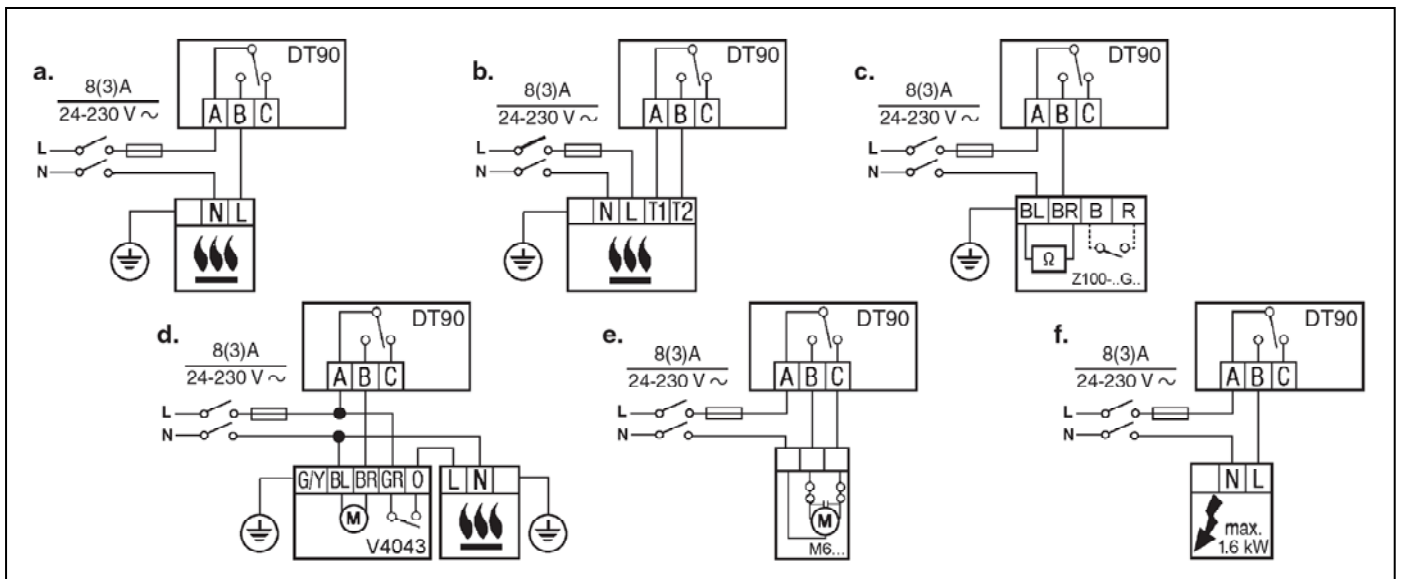 a.
DT90
8(3)A
24-230 V ~
A B C
L
N
N L
b.
DT90
8(3)A
24-230 V ~
A B C
L
N
N L T1 T2
c.
DT90
8(3)A
24-230 V ~
A B C
L
N
BL BR B R
Ω
Z100-..G..
d.
DT90
8(3)A
24-230 V ~
A B C
L
N
G/Y BL BR GR O
L N
M
V4043
e.
DT90
8(3)A
24-230 V ~
A B C
L
N
M
M6...
f.
DT90
8(3)A
24-230 V ~
A B C
L
N
N L
max.
1.6 kW